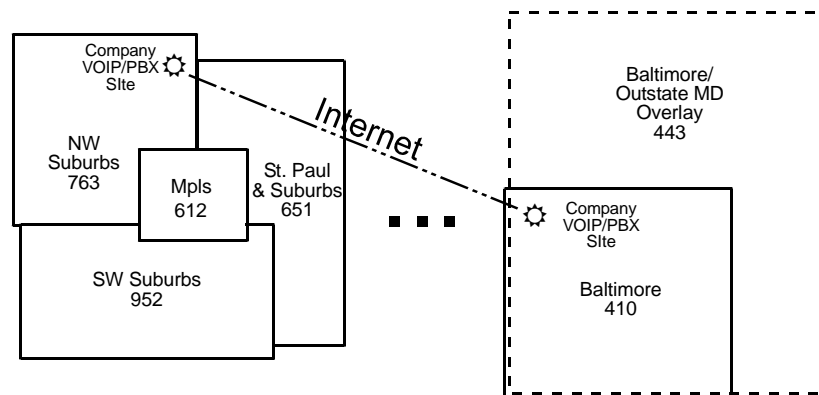 Company
VOIP/PBX
SIte
NW
Suburbs
763
Mpls
612
St. Paul
& Suburbs
651
SW Suburbs
952
Internet
Baltimore/
Outstate MD
Overlay
443
Company
VOIP/PBX
SIte
Baltimore
410